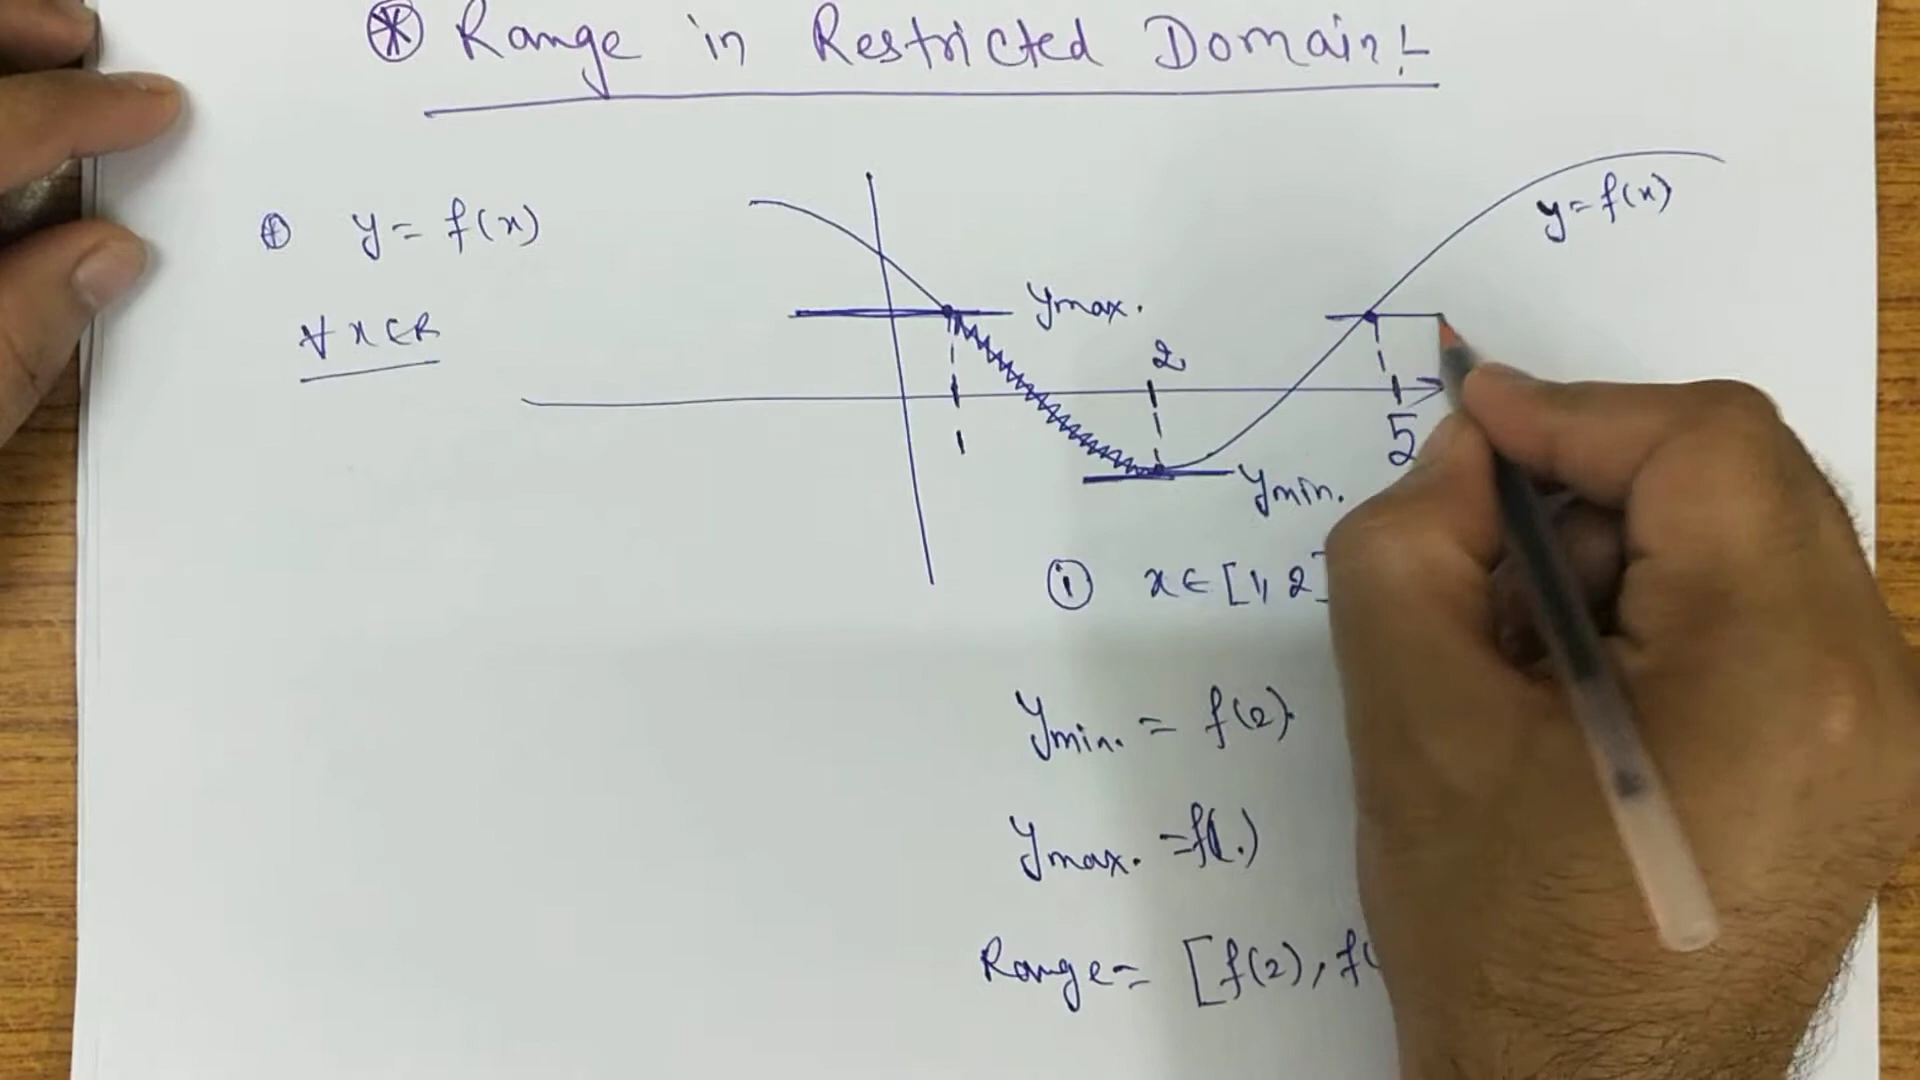 * Range in Restricted Domain :-
y = f(x)
∀ x ∈ R
y = f(x)
ymax.
2
1
5
ymin.
(i) x ∈ [1, 2]
ymin. = f(2)
ymax. = f(1)
Range = [f(2), f(